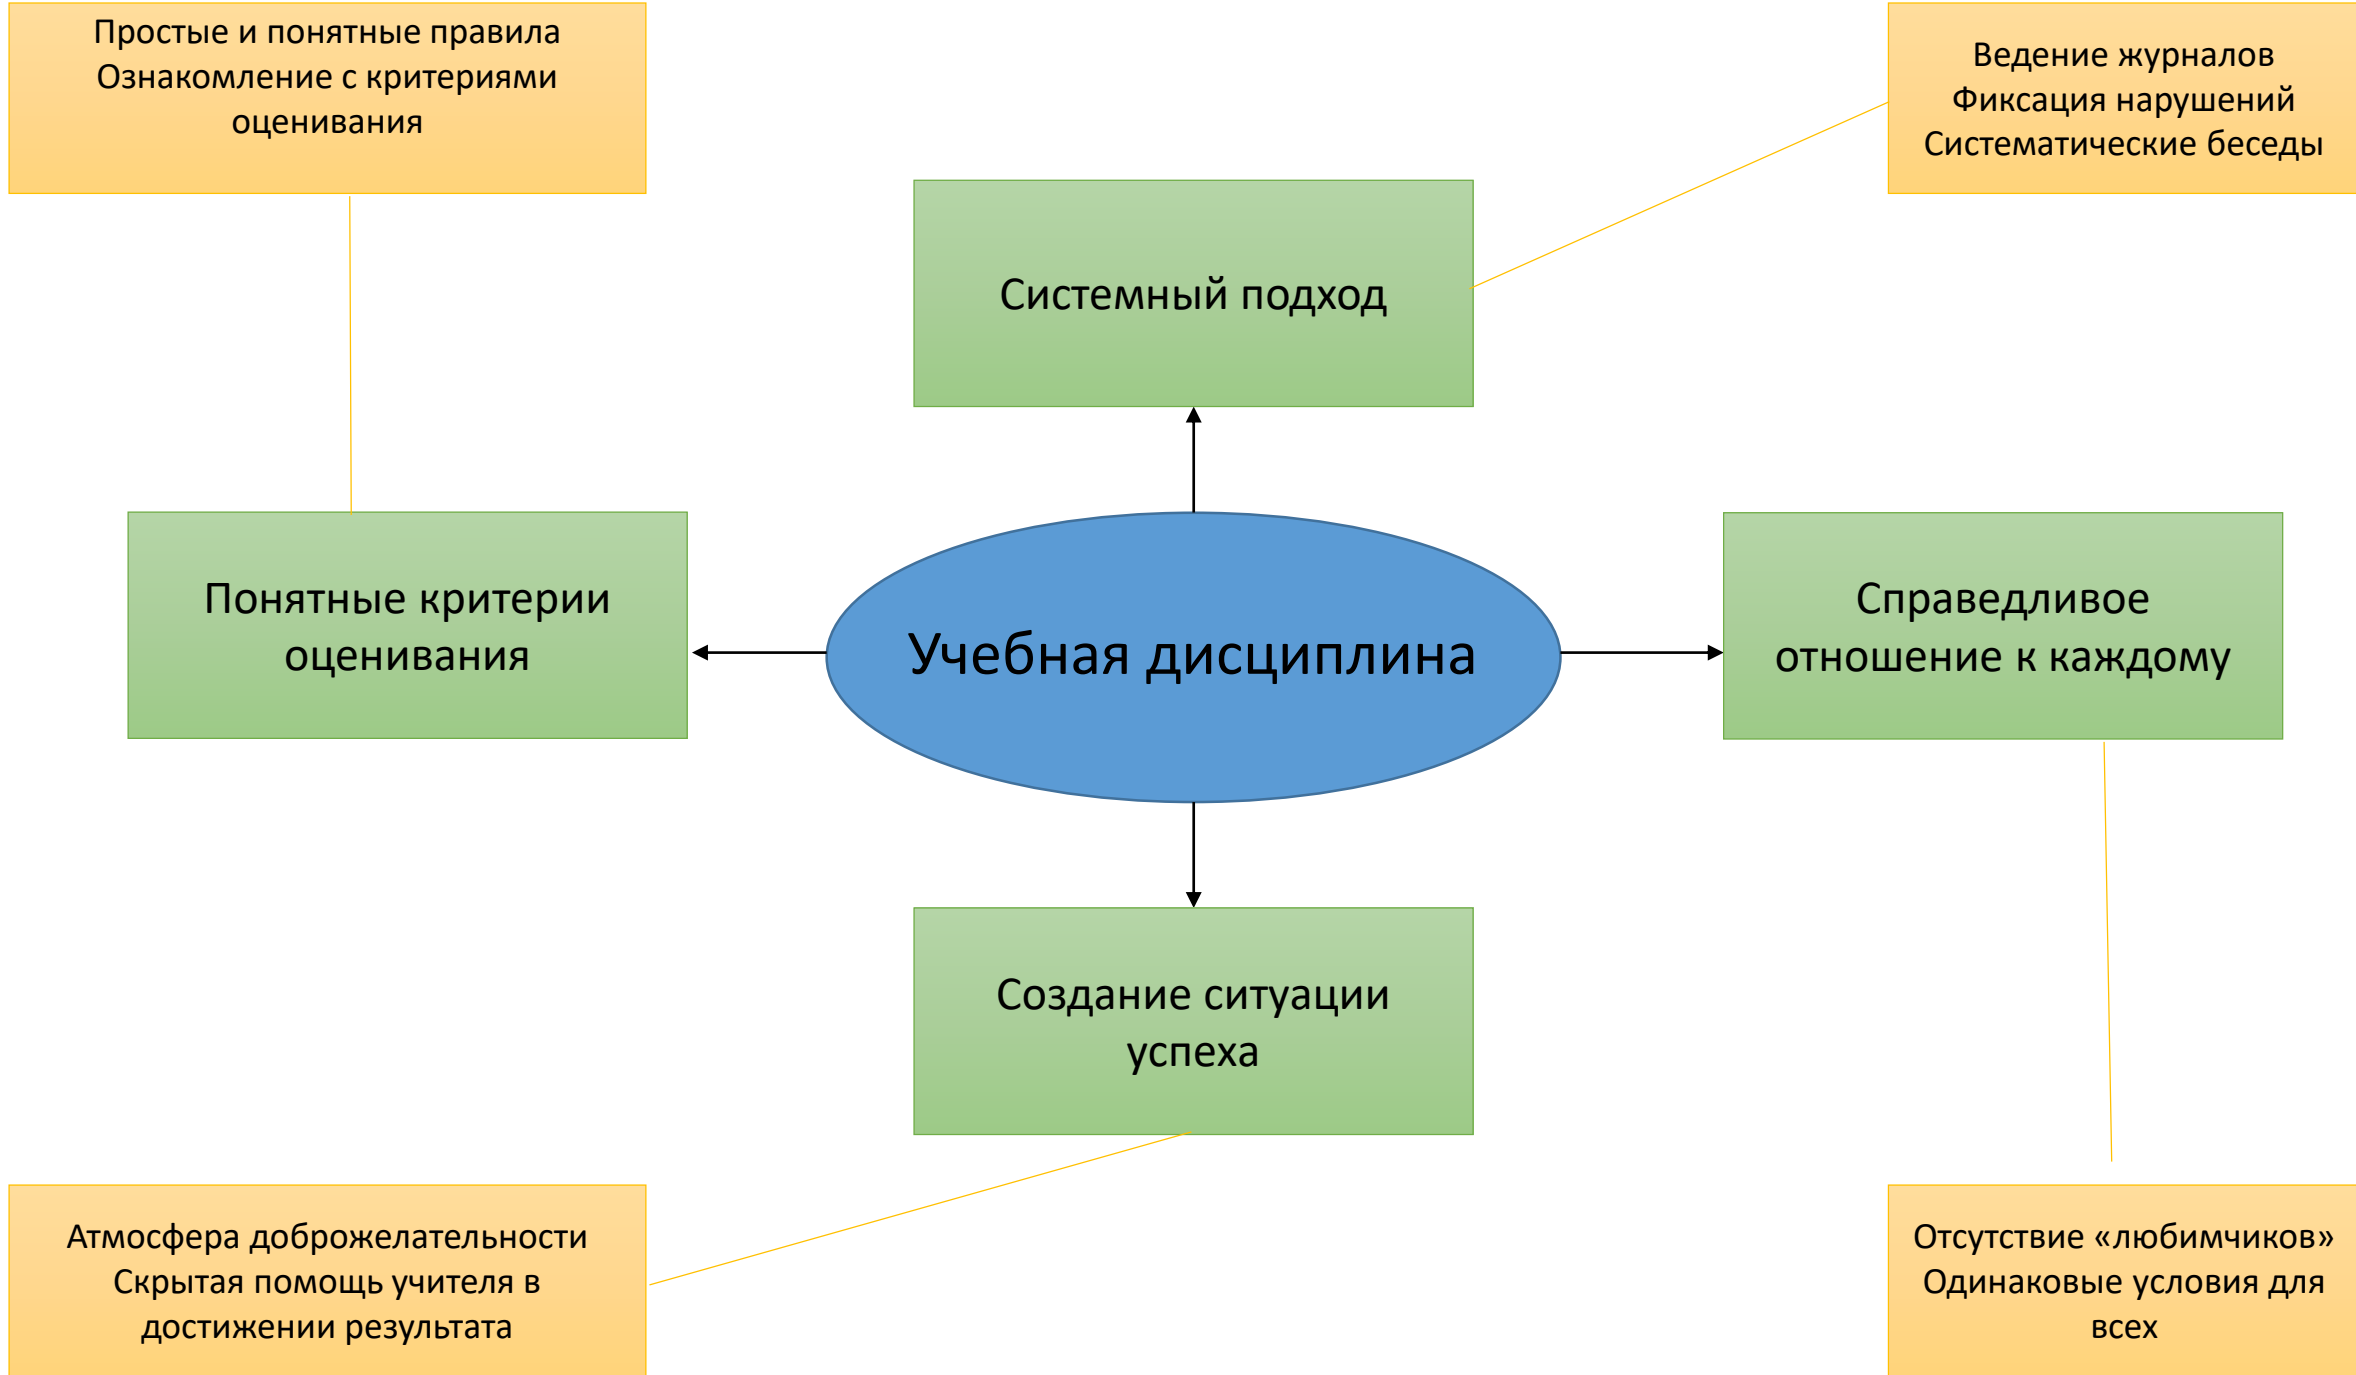 Простые и понятные правила
Ознакомление с критериями
оценивания
Ведение журналов
Фиксация нарушений
Систематические беседы
Системный подход
Понятные критерии
оценивания
Учебная дисциплина
Справедливое
отношение к каждому
Создание ситуации
успеха
Атмосфера доброжелательности
Скрытая помощь учителя в
достижении результата
Отсутствие «любимчиков»
Одинаковые условия для
всех